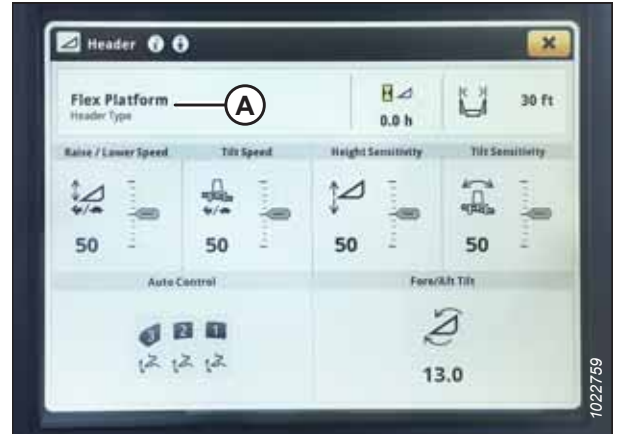 Header
Flex Platform
Header Type
A
0.0 h
30 ft
Raise / Lower Speed
Tilt Speed
Height Sensitivity
Tilt Sensitivity
50
50
50
50
Auto Control
Fore/Aft Tilt
3 2 1
13.0
1022759